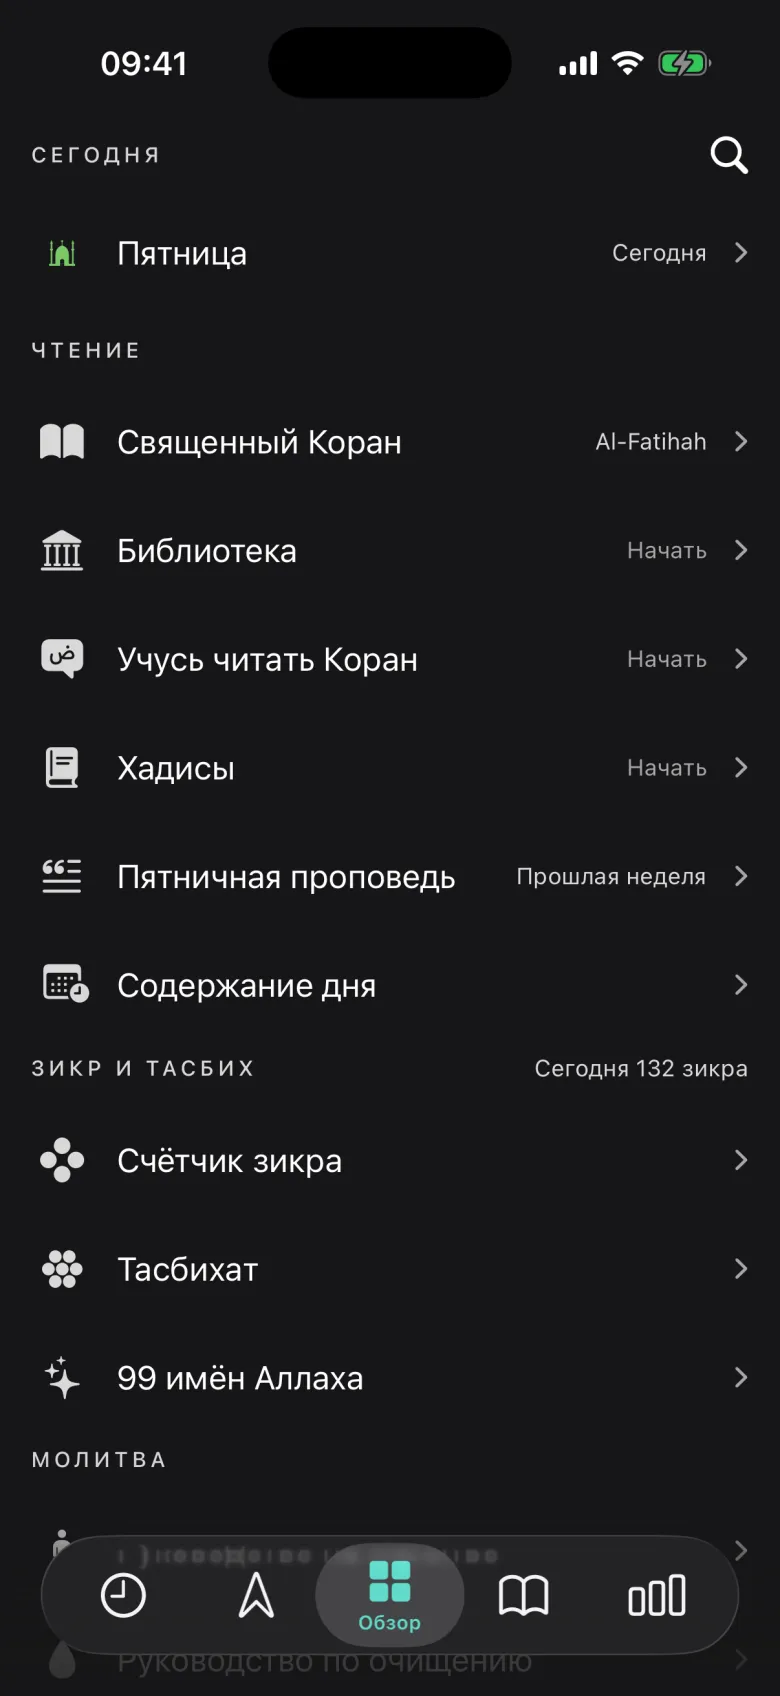 09:41
СЕГОДНЯ
Пятница Сегодня
ЧТЕНИЕ
Священный Коран Al-Fatihah
Библиотека Начать
ض
Учусь читать Коран Начать
Хадисы Начать
Пятничная проповедь Прошлая неделя
Содержание дня
ЗИКР И ТАСБИХ Сегодня 132 зикра
Счётчик зикра
Тасбихат
99 имён Аллаха
МОЛИТВА
Обзор
Руководство по очищению